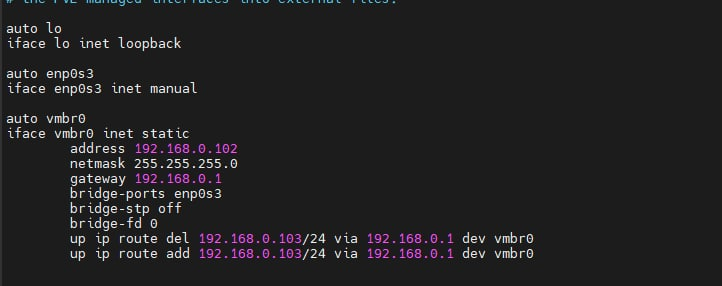 # the PVE managed interfaces into external files!
auto lo
iface lo inet loopback
auto enp0s3
iface enp0s3 inet manual
auto vmbr0
iface vmbr0 inet static
address 192.168.0.102
netmask 255.255.255.0
gateway 192.168.0.1
bridge-ports enp0s3
bridge-stp off
bridge-fd 0
up ip route del 192.168.0.103/24 via 192.168.0.1 dev vmbr0
up ip route add 192.168.0.103/24 via 192.168.0.1 dev vmbr0